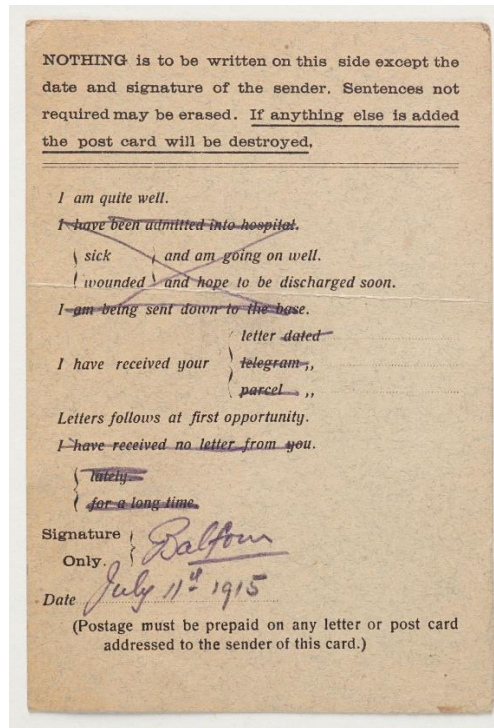 NOTHING is to be written on this side except the
date and signature of the sender. Sentences not
required may be erased. If anything else is added
the post card will be destroyed.
I am quite well.
I have been admitted into hospital.
sick and am going on well.
wounded and hope to be discharged soon.
I am being sent down to the base.
letter dated
I have received your telegram ,,
parcel ,,
Letters follows at first opportunity.
I have received no letter from you.
lately.
for a long time.
Signature
Only. Balfour
Date July 11th 1915
(Postage must be prepaid on any letter or post card
addressed to the sender of this card.)